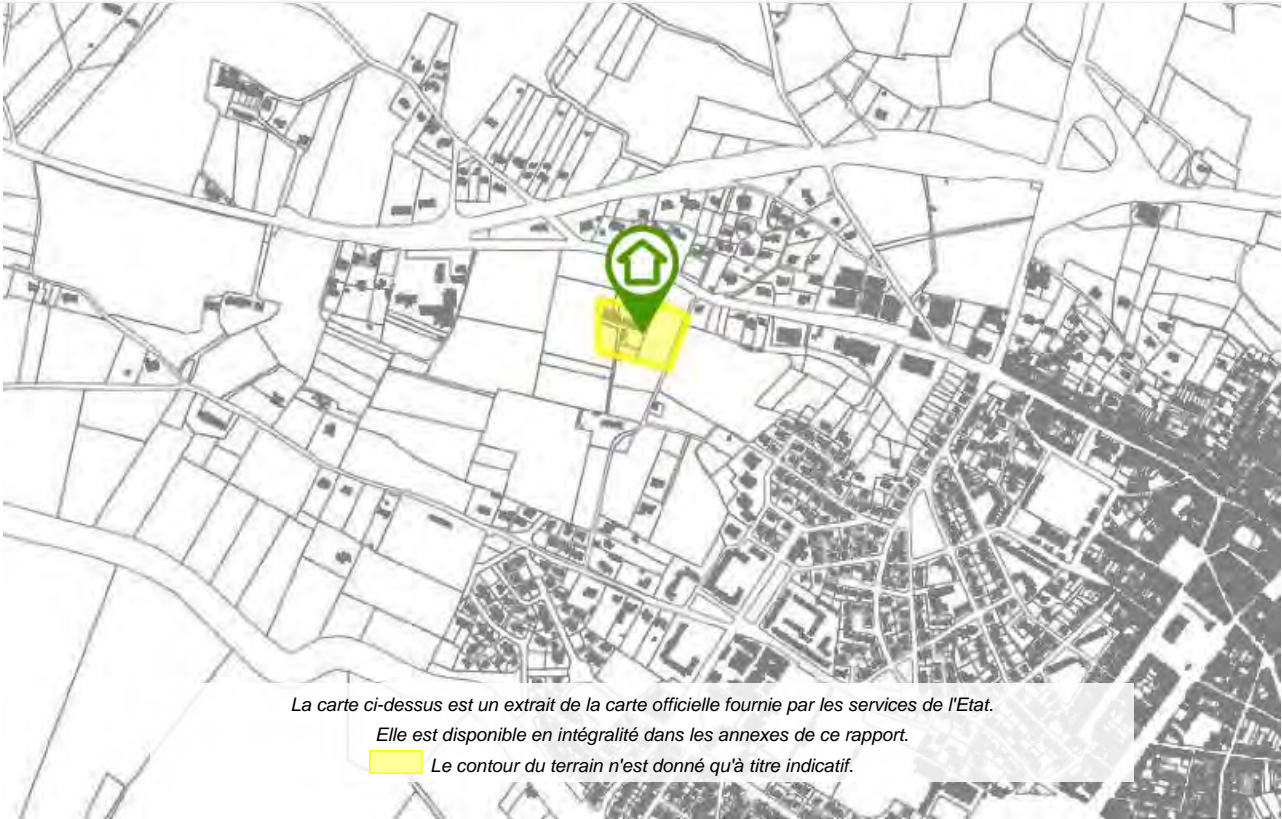 La carte ci-dessus est un extrait de la carte officielle fournie par les services de l'Etat.
Elle est disponible en intégralité dans les annexes de ce rapport.
Le contour du terrain n'est donné qu'à titre indicatif.